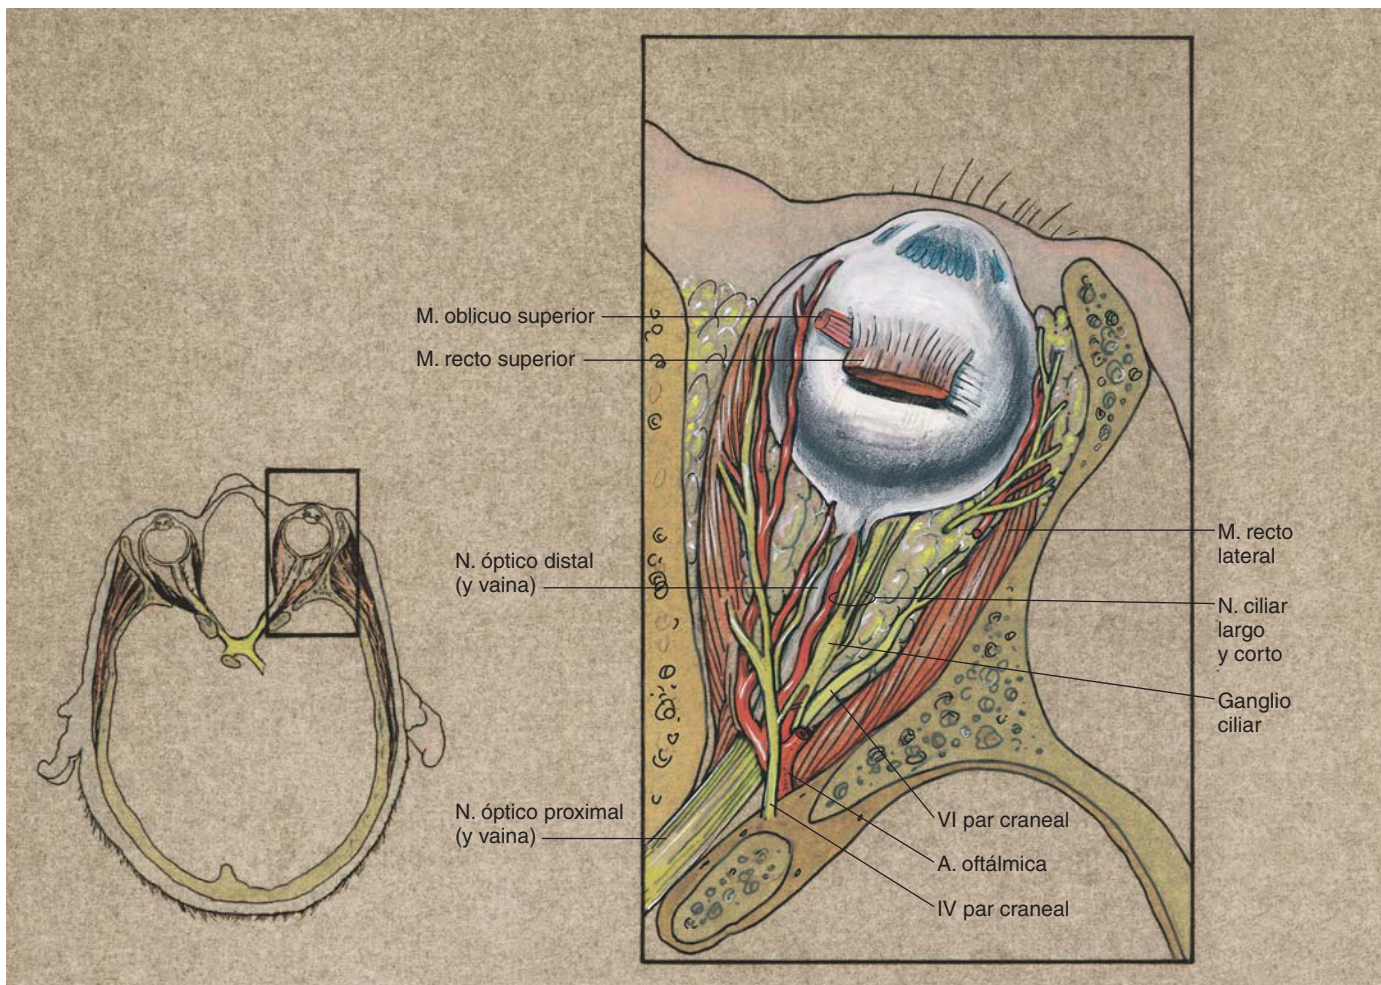 M. oblicuo superior
M. recto superior
N. óptico distal
(y vaina)
N. óptico proximal
(y vaina)
M. recto
lateral
N. ciliar
largo
y corto
Ganglio
ciliar
VI par craneal
A. oftálmica
IV par craneal